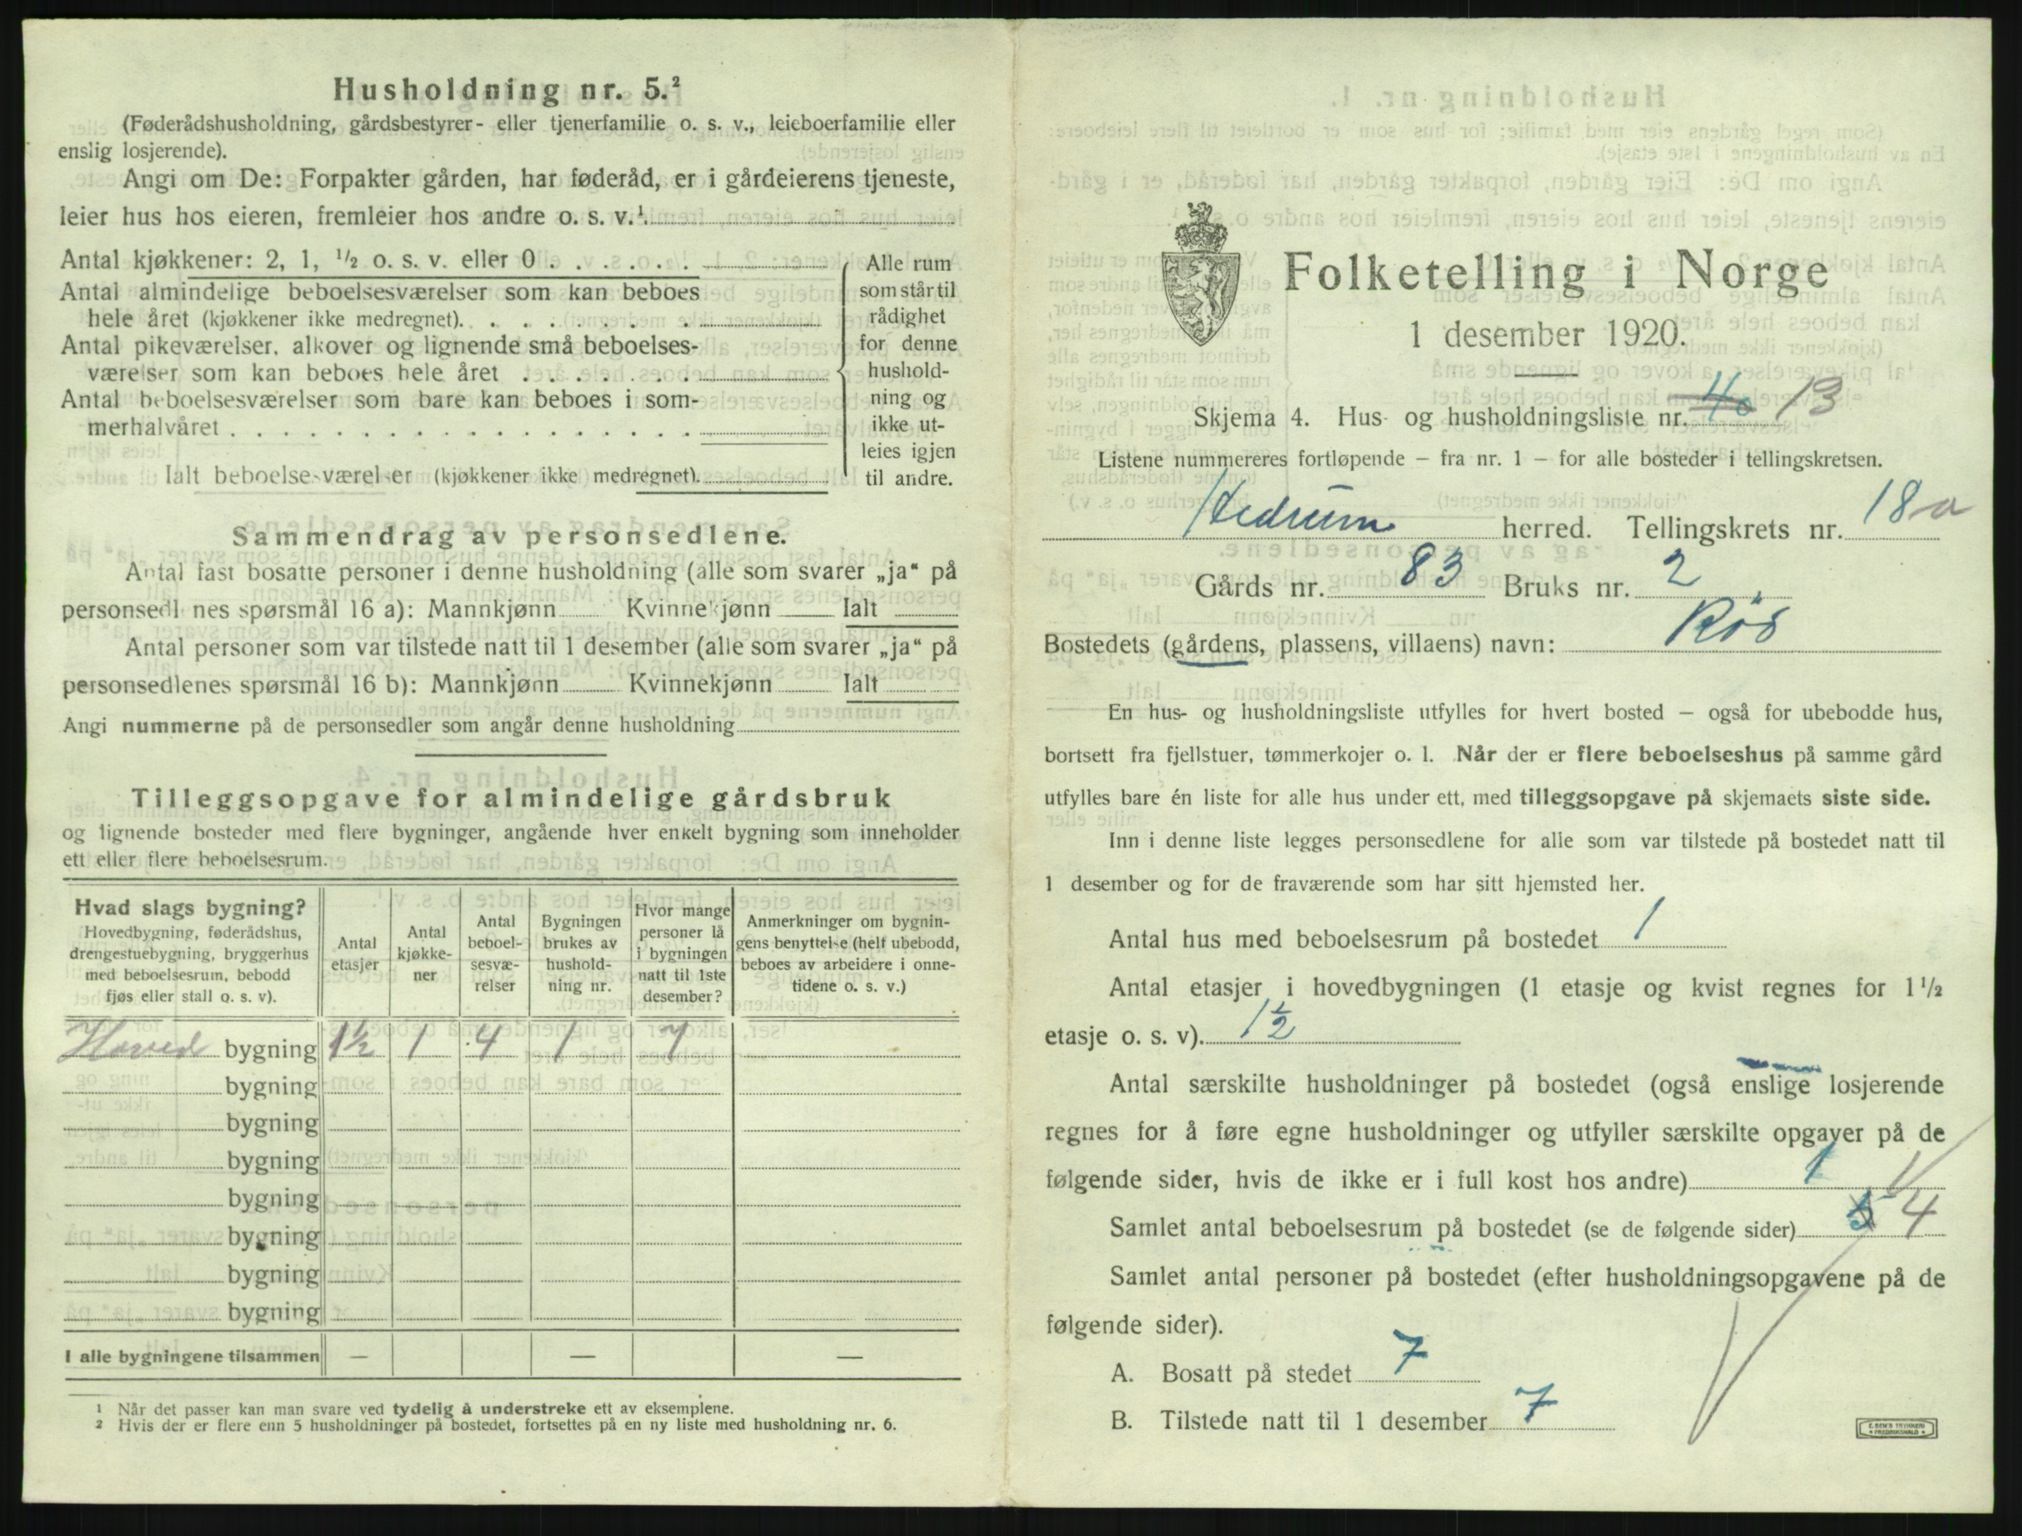 Husholdning nr. 5.²
(Føderådshusholdning, gårdsbestyrer- eller tjenerfamilie o. s. v., leieboerfamilie eller
enslig losjerende).
Angi om De: Forpakter gården, har føderåd, er i gårdeierens tjeneste,
leier hus hos eieren, fremleier hos andre o. s. v.¹
Antal kjøkkener: 2, 1, ½ o. s. v. eller 0 . . . . . .
Antal almindelige beboelsesværelser som kan beboes
hele året (kjøkkener ikke medregnet). . . . . . . .
Antal pikeværelser, alkover og lignende små beboelses-
værelser som kan beboes hele året . . . . . . .
Antal beboelsesværelser som bare kan beboes i som-
merhalvåret . . . . . . . . . . . . . . . . . .
Ialt beboelsesværelser (kjøkkener ikke medregnet).
Alle rum
som står til
rådighet
for denne
hushold-
ning og
ikke ut-
leies igjen
til andre.
Sammendrag av personsedlene.
Antal fast bosatte personer i denne husholdning (alle som svarer „ja“ på
personsedlenes spørsmål 16 a): Mannkjønn Kvinnekjønn Ialt
Antal personer som var tilstede natt til 1 desember (alle som svarer „ja“ på
personsedlenes spørsmål 16 b): Mannkjønn Kvinnekjønn Ialt
Angi nummerne på de personsedler som angår denne husholdning
Tilleggsopgave for almindelige gårdsbruk
og lignende bosteder med flere bygninger, angående hver enkelt bygning som inneholder
ett eller flere beboelsesrum.
Hvad slags bygning?
Hovedbygning, føderådshus,
drengestuebygning, bryggerhus
med beboelsesrum, bebodd
fjøs eller stall o. s. v).
Antal
etasjer
Antal
kjøkke-
ner
Antal
beboel-
sesvæ-
relser
Bygningen
brukes av
hushold-
ning nr.
Hvor mange
personer lå
i bygningen
natt til 1ste
desember?
Anmerkninger om bygnin-
gens benyttelse (helt ubebodd,
beboes av arbeidere i onne-
tidene o. s. v.)
Hoved bygning 1½ 1 4 1 7
bygning
bygning
bygning
bygning
bygning
bygning
bygning
I alle bygningene tilsammen — — —
¹ Når det passer kan man svare ved tydelig å understreke ett av eksemplene.
² Hvis der er flere enn 5 husholdninger på bostedet, fortsettes på en ny liste med husholdning nr. 6.
Folketelling i Norge
1 desember 1920.
Skjema 4. Hus- og husholdningsliste nr. 40 13
Listene nummereres fortløpende – fra nr. 1 – for alle bosteder i tellingskretsen.
Hedrum herred. Tellingskrets nr. 18a
Gårds nr. 83 Bruks nr. 2
Bostedets (gårdens, plassens, villaens) navn: Rös
En hus- og husholdningsliste utfylles for hvert bosted – også for ubebodde hus,
bortsett fra fjellstuer, tømmerkojer o. l. Når der er flere beboelseshus på samme gård
utfylles bare én liste for alle hus under ett, med tilleggsopgave på skjemaets siste side.
Inn i denne liste legges personsedlene for alle som var tilstede på bostedet natt til
1 desember og for de fraværende som har sitt hjemsted her.
Antal hus med beboelsesrum på bostedet 1
Antal etasjer i hovedbygningen (1 etasje og kvist regnes for 1½
etasje o. s. v). 1½
Antal særskilte husholdninger på bostedet (også enslige losjerende
regnes for å føre egne husholdninger og utfyller særskilte opgaver på de
følgende sider, hvis de ikke er i full kost hos andre) 1
Samlet antal beboelsesrum på bostedet (se de følgende sider) 5 4
Samlet antal personer på bostedet (efter husholdningsopgavene på de
følgende sider).
A. Bosatt på stedet 7
B. Tilstede natt til 1 desember 7
E. SEM'S TRYKKERI
FREDRIKSHALD